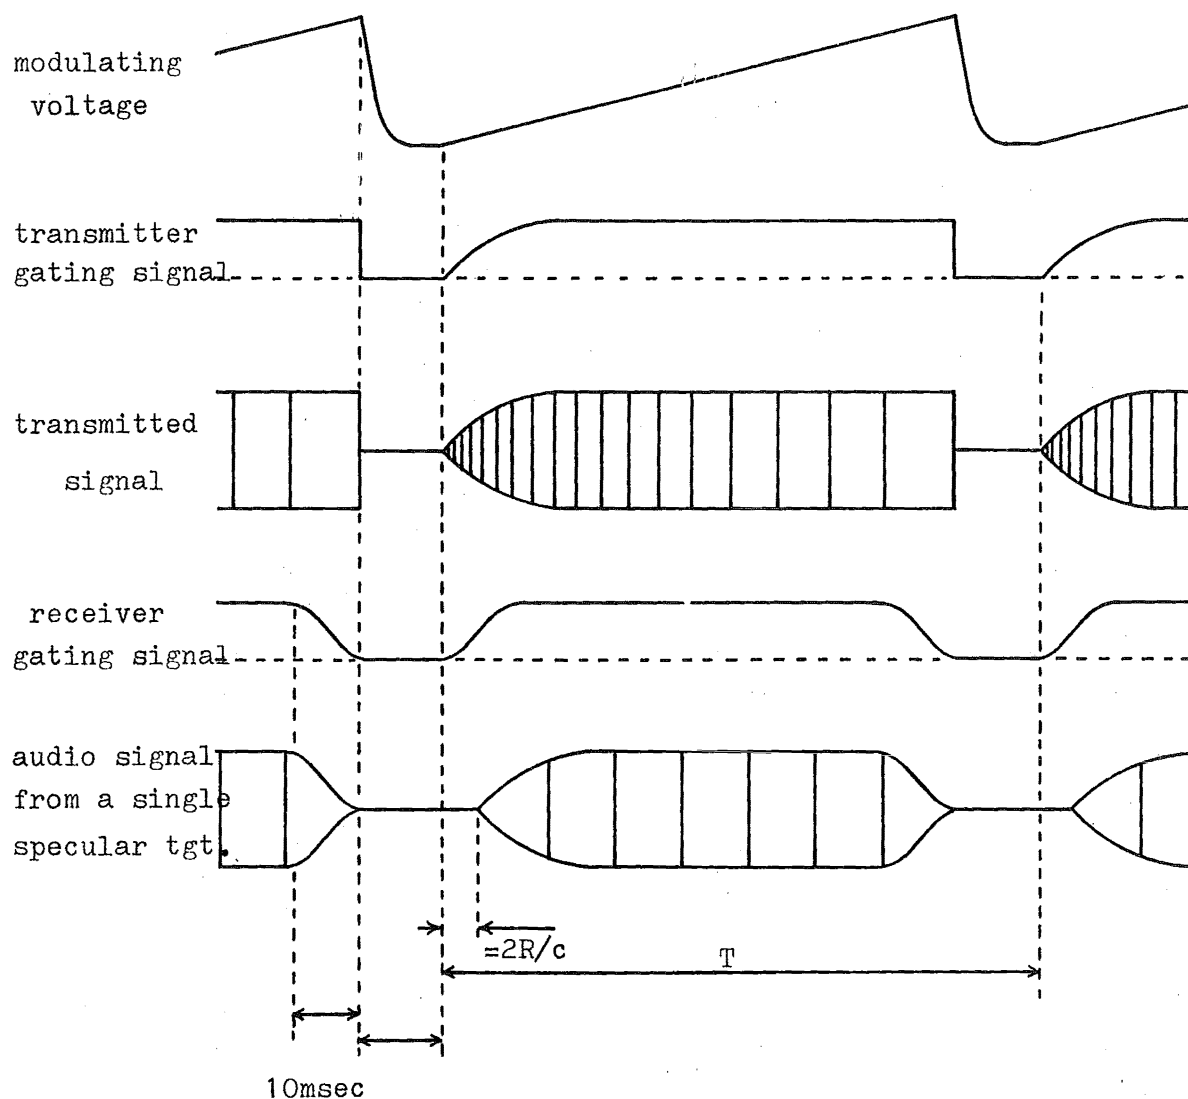 modulating
voltage
transmitter
gating signal
transmitted
signal
receiver
gating signal
audio signal
from a single
specular tgt.
=2R/c
T
10msec